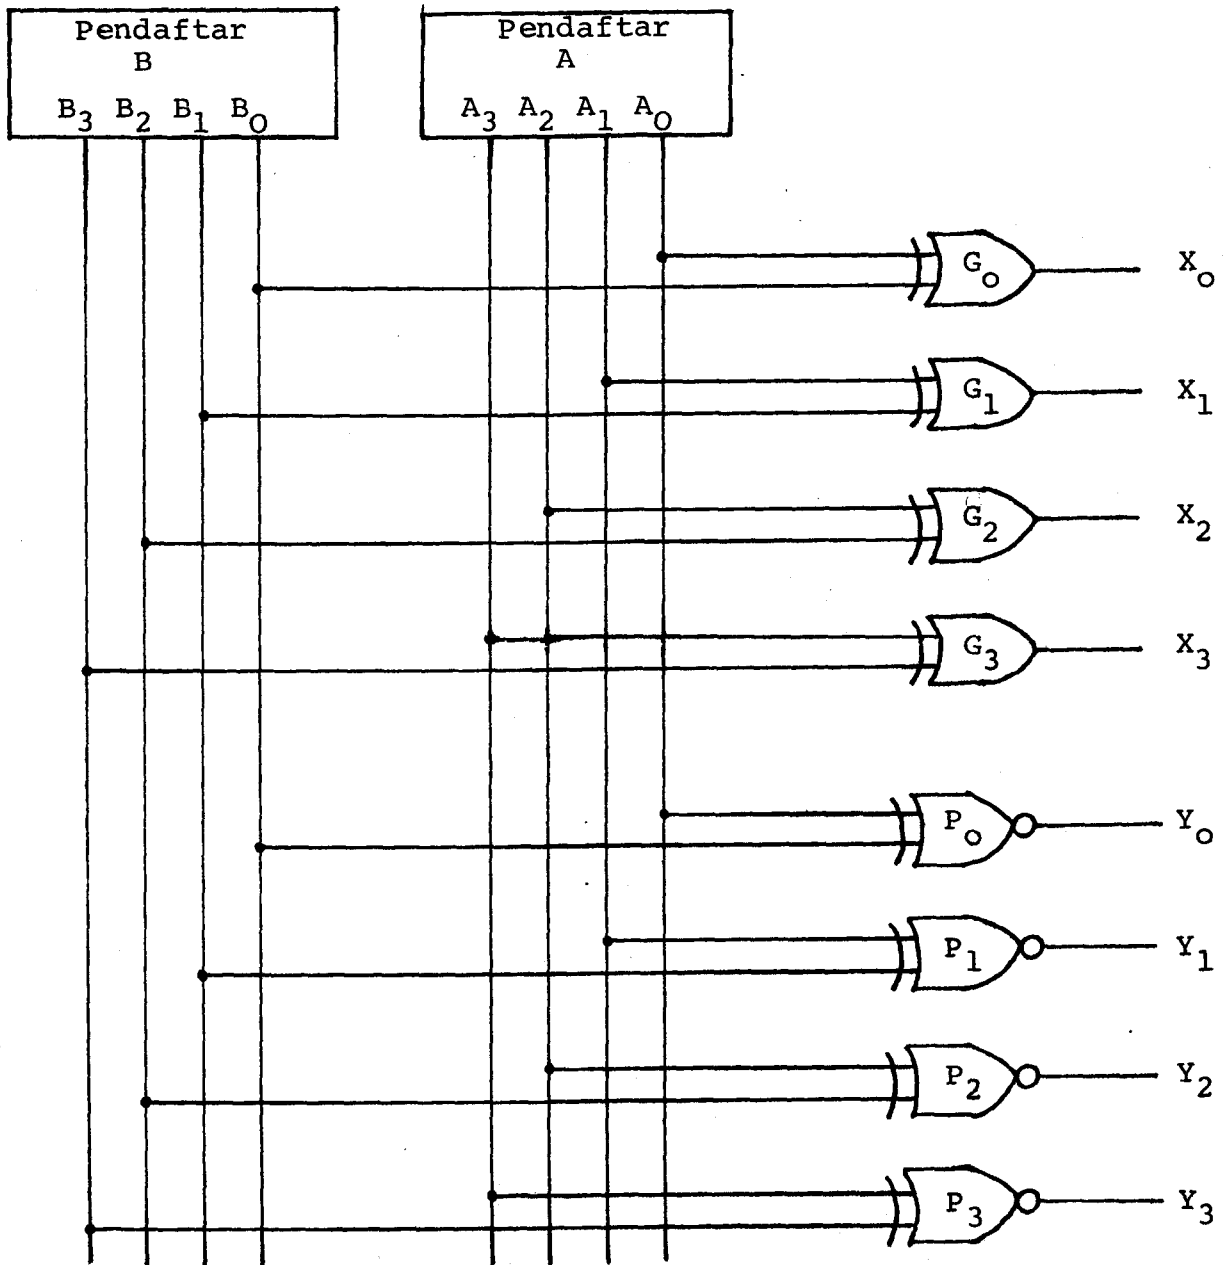 Pendaftar
B
B3 B2 B1 B0
Pendaftar
A
A3 A2 A1 A0
G0 X0
G1 X1
G2 X2
G3 X3
P0 Y0
P1 Y1
P2 Y2
P3 Y3